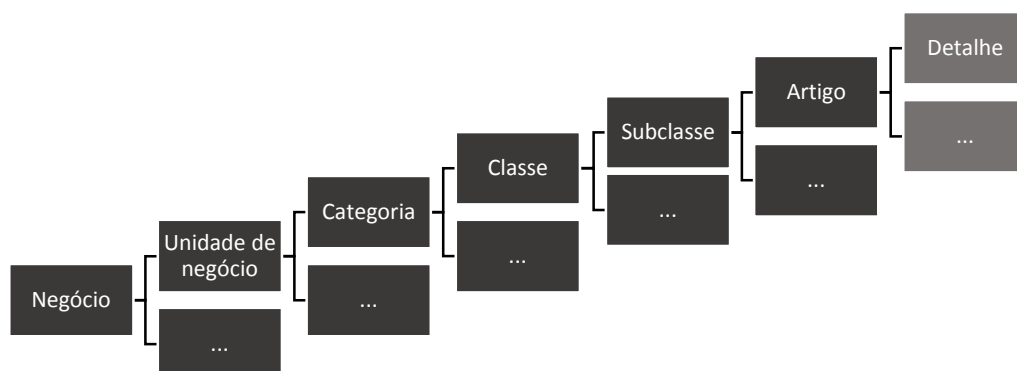 Negócio
Unidade de
negócio
...
Categoria
...
Classe
...
Subclasse
...
Artigo
...
Detalhe
...